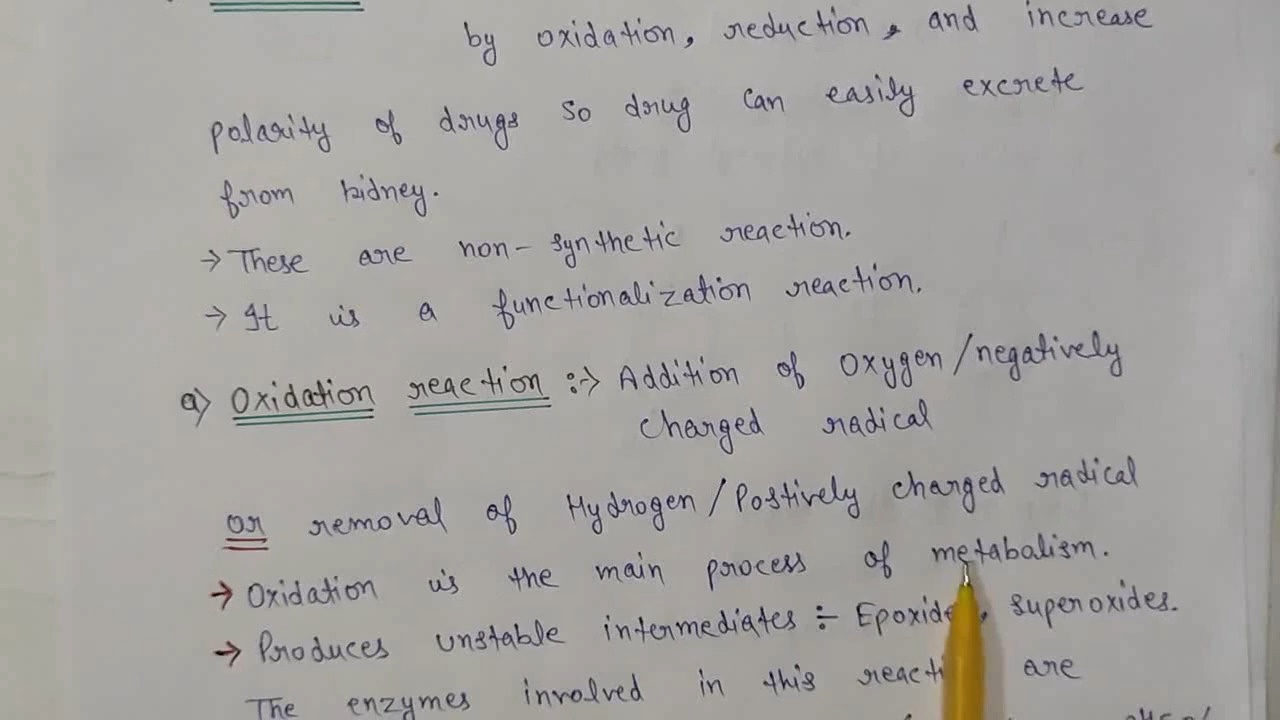 by oxidation, reduction, and increase
polarity of drugs so drug can easily excrete
from kidney.
→ These are non-synthetic reaction.
→ It is a functionalization reaction.
a) Oxidation reaction :-> Addition of Oxygen/negatively
charged radical
or removal of Hydrogen/Postively charged radical
→ Oxidation is the main process of metabalism.
→ Produces unstable intermediates ÷ Epoxide, superoxides.
The enzymes involved in this are